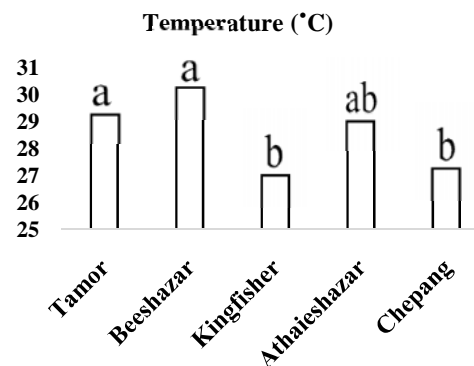 Temperature (˚C)
31
30
29
28
27
26
25
a
a
b
ab
b
Tamor
Beeshazar
Kingfisher
Athaieshazar
Chepang